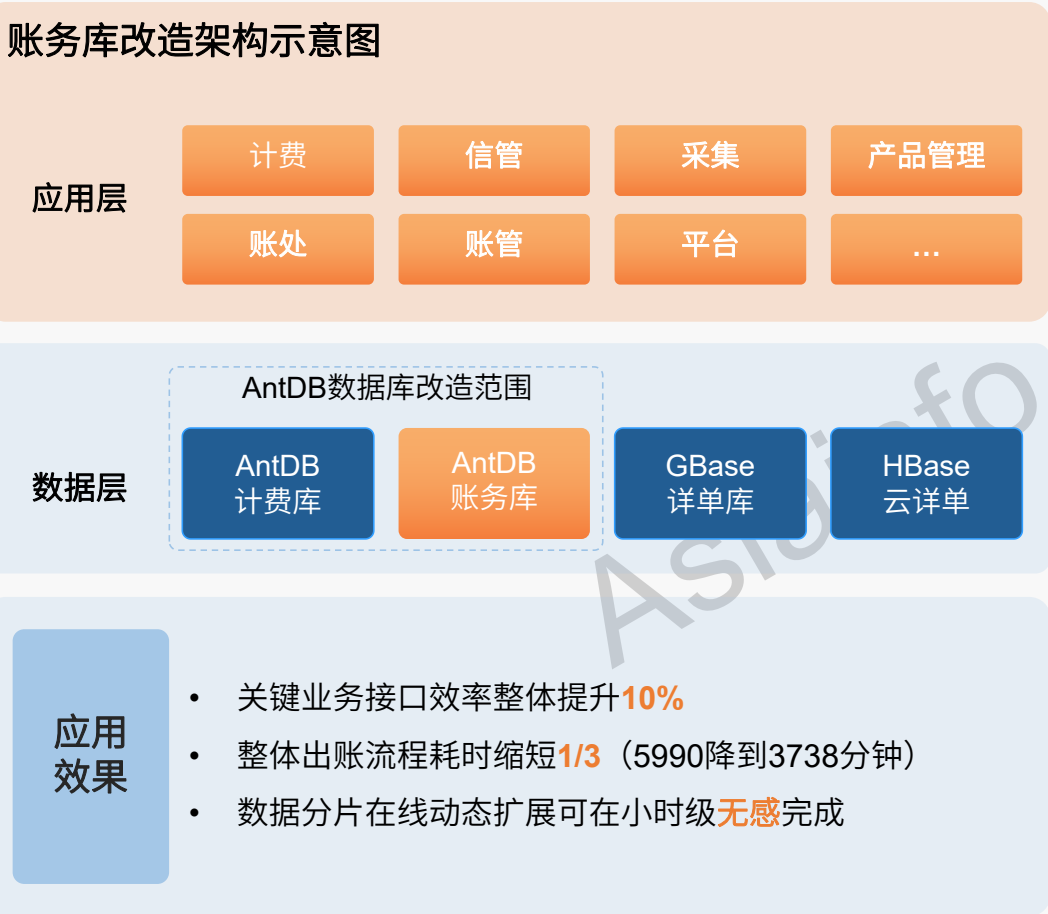 账务库改造架构示意图
应用层
计费
信管
采集
产品管理
账处
账管
平台
...
数据层
AntDB数据库改造范围
AntDB
计费库
AntDB
账务库
GBase
详单库
HBase
云详单
应用
效果
• 关键业务接口效率整体提升10%
• 整体出账流程耗时缩短1/3（5990降到3738分钟）
• 数据分片在线动态扩展可在小时级无感完成